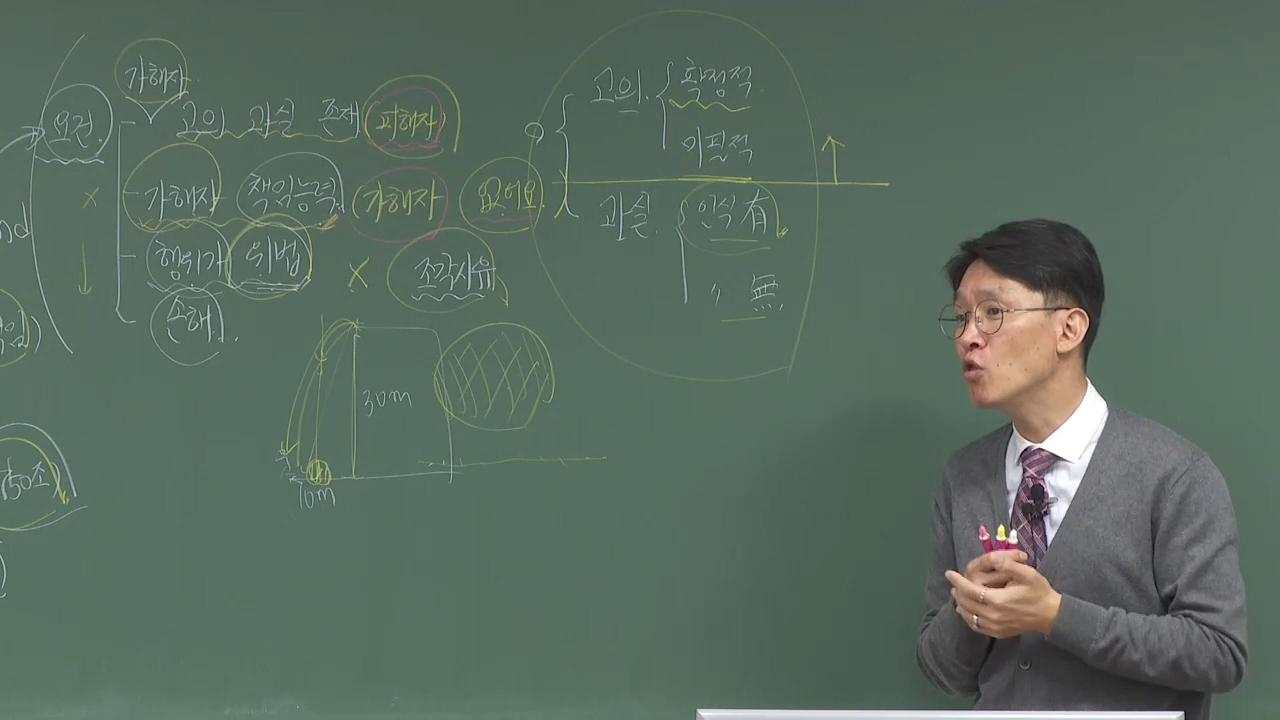 가해자
요건
고의 과실 존재 피해자
가해자 책임능력 가해자 없어요
행위가 위법 조각사유
손해
30m
10m
고의 확정적
미필적
과실 인식 有
〃 無
nd
750조